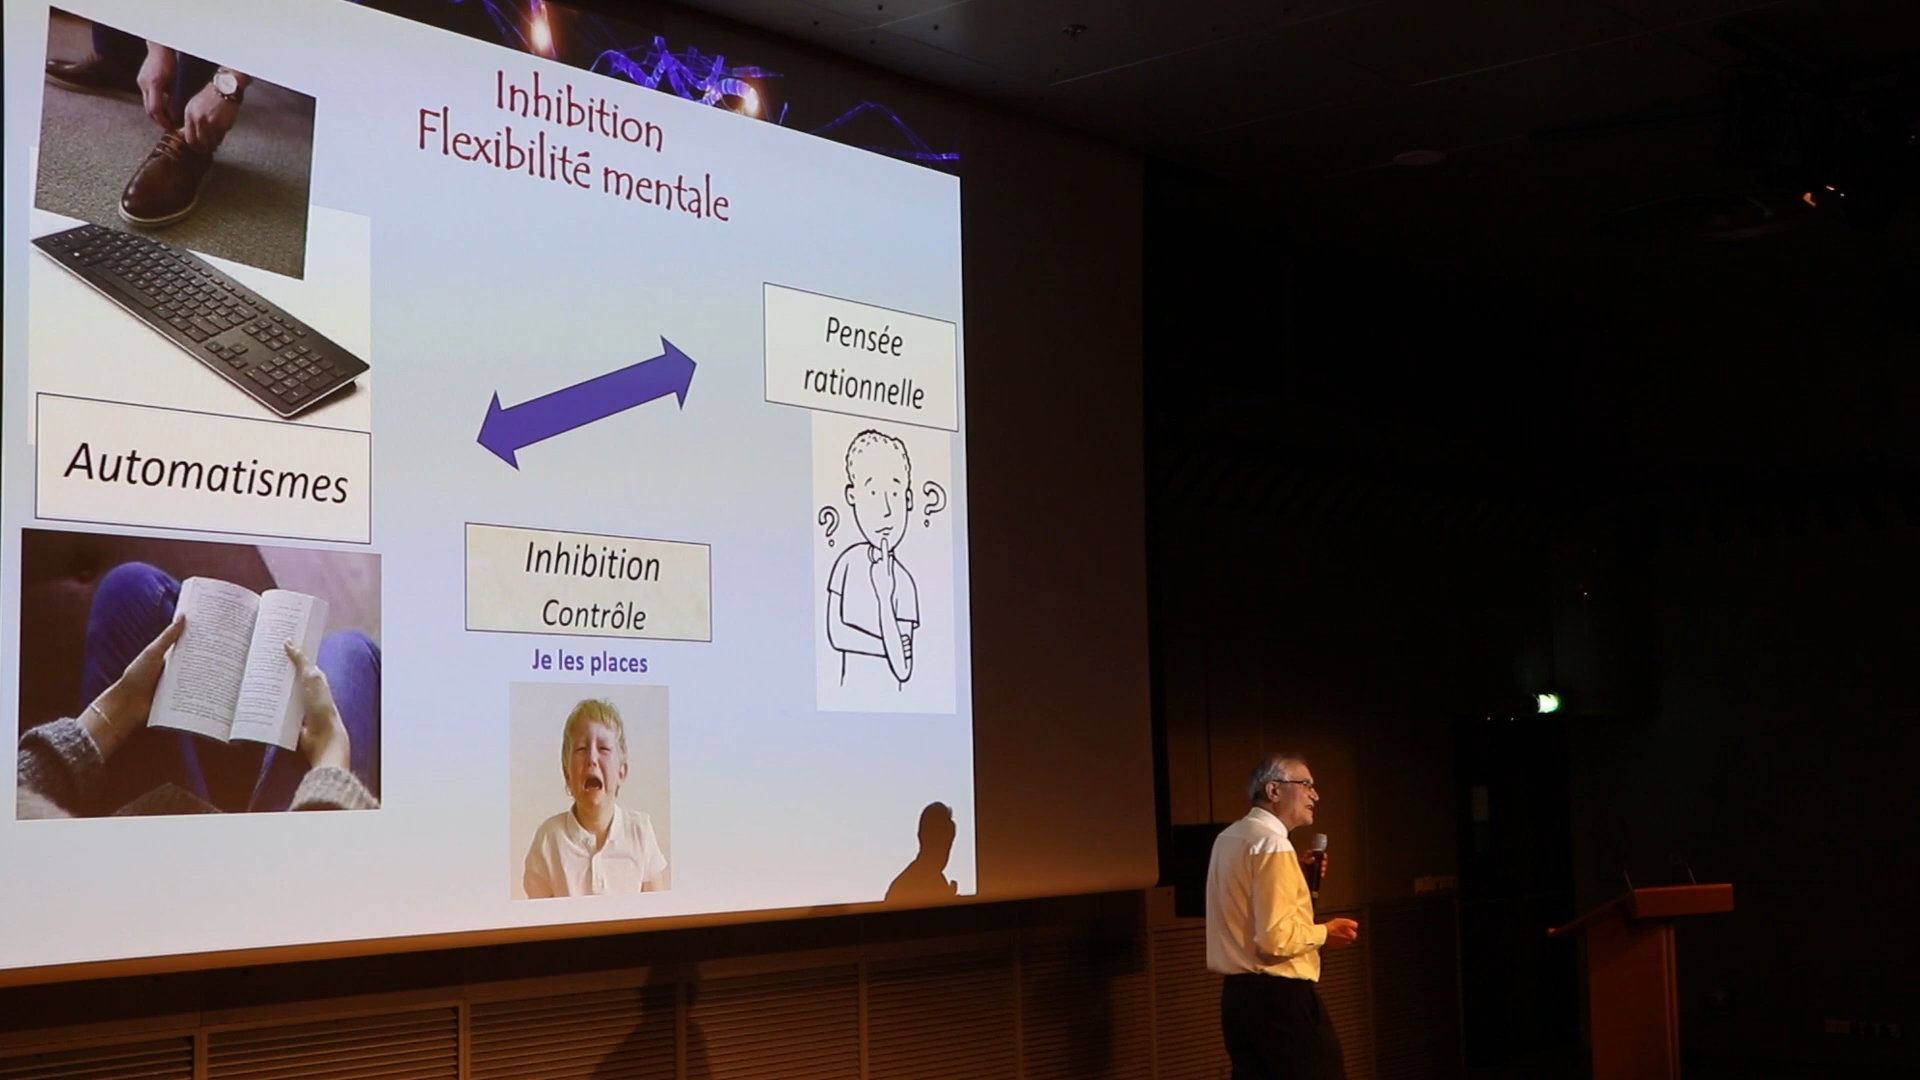 Inhibition
Flexibilité mentale
Automatismes
Pensée
rationnelle
?
?
Inhibition
Contrôle
Je les places